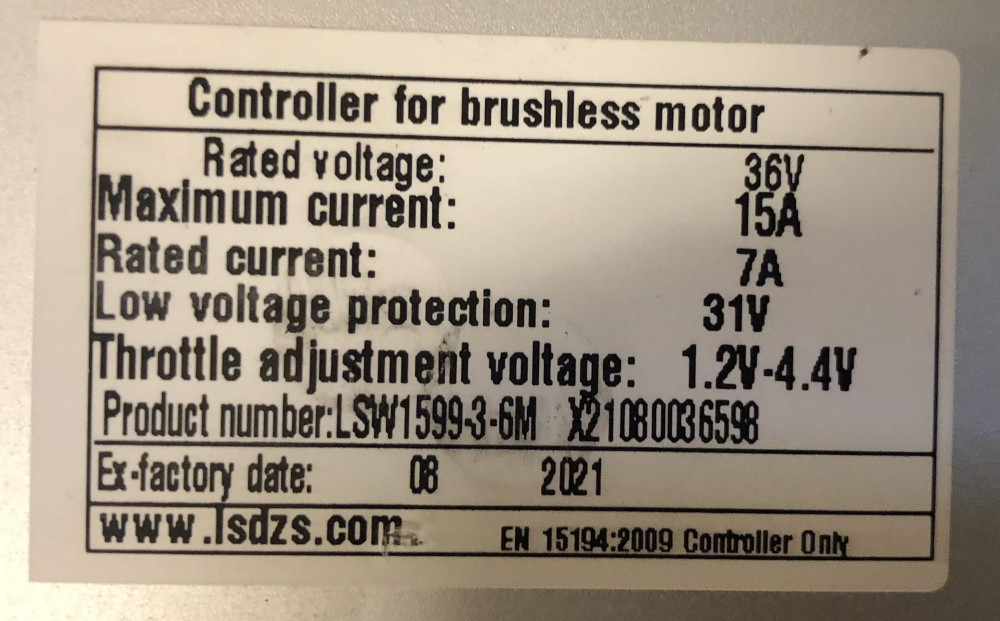 Controller for brushless motor
Rated voltage: 36V
Maximum current: 15A
Rated current: 7A
Low voltage protection: 31V
Throttle adjustment voltage: 1.2V-4.4V
Product number:LSW1599-3-6M X21080036598
Ex-factory date: 08 2021
www.lsdzs.com
EN 15194:2009 Controller Only